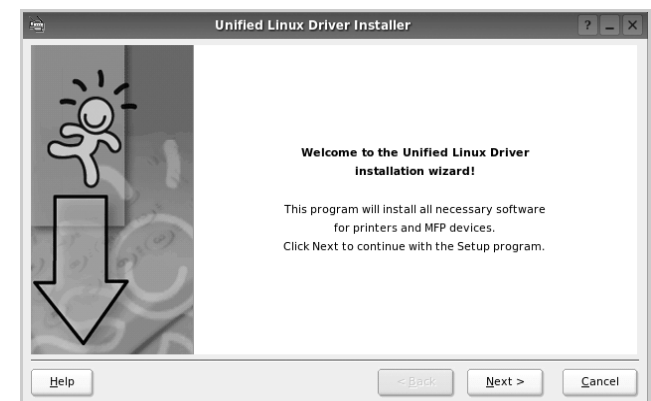 Unified Linux Driver Installer
Welcome to the Unified Linux Driver
installation wizard!
This program will install all necessary software
for printers and MFP devices.
Click Next to continue with the Setup program.
Help
< Back
Next >
Cancel